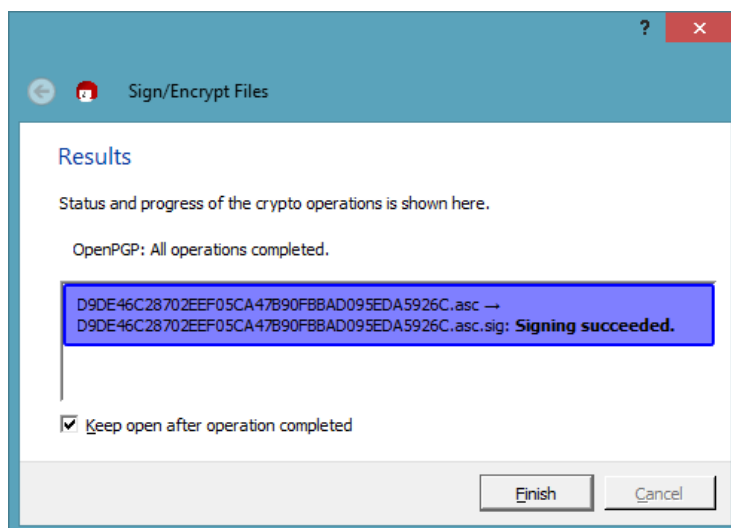 ?
Sign/Encrypt Files
Results
Status and progress of the crypto operations is shown here.
OpenPGP: All operations completed.
D9DE46C28702EEF05CA47B90FBBAD095EDA5926C.asc →
D9DE46C28702EEF05CA47B90FBBAD095EDA5926C.asc.sig: Signing succeeded.
Keep open after operation completed
Finish
Cancel